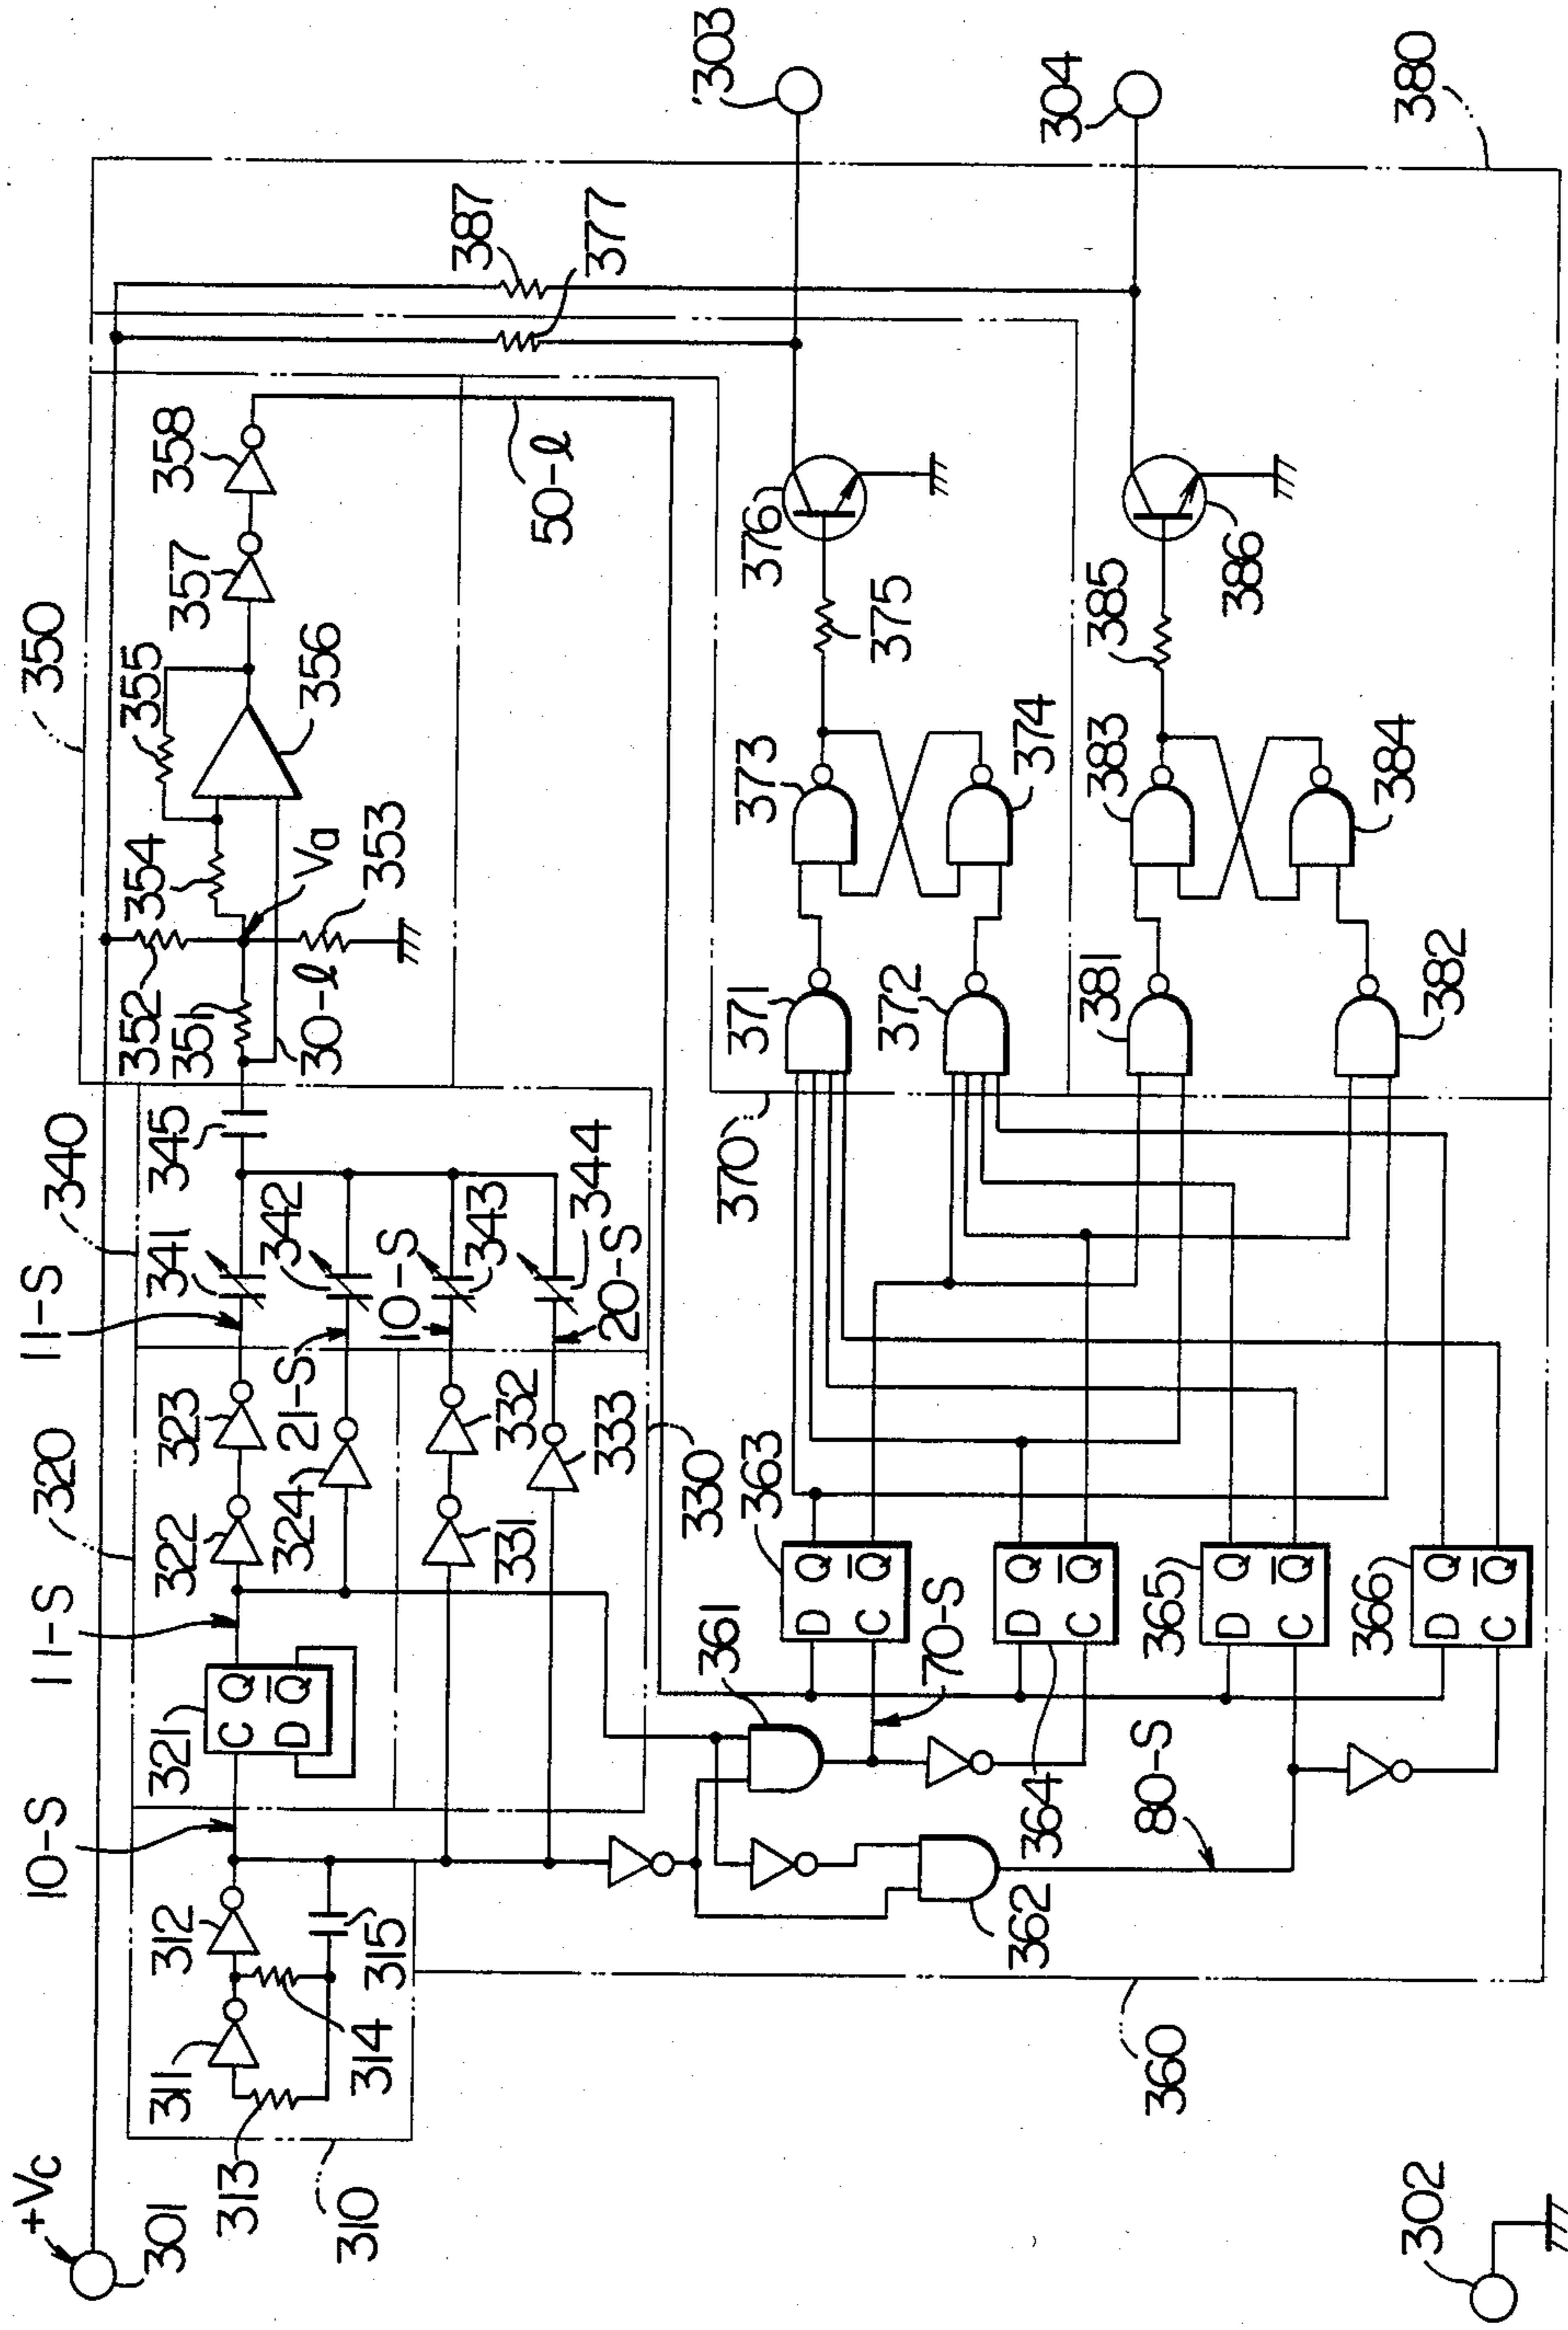 +Vc
301
302
303
304
310
313
311
312
314
315
10-S
320
321
C Q
D Q̅
11-S
322
323
324
21-S
11-S
331
332
333
330
340
341
342
10-S
343
344
20-S
345
350
352
351
30-ℓ
354
Va
353
355
356
357
358
50-ℓ
387
377
360
361
362
70-S
80-S
363
D Q
C Q̅
364
D Q
C Q̅
365
D Q
C Q̅
366
D Q
C Q̅
370
371
372
373
374
375
376
380
381
382
383
384
385
386